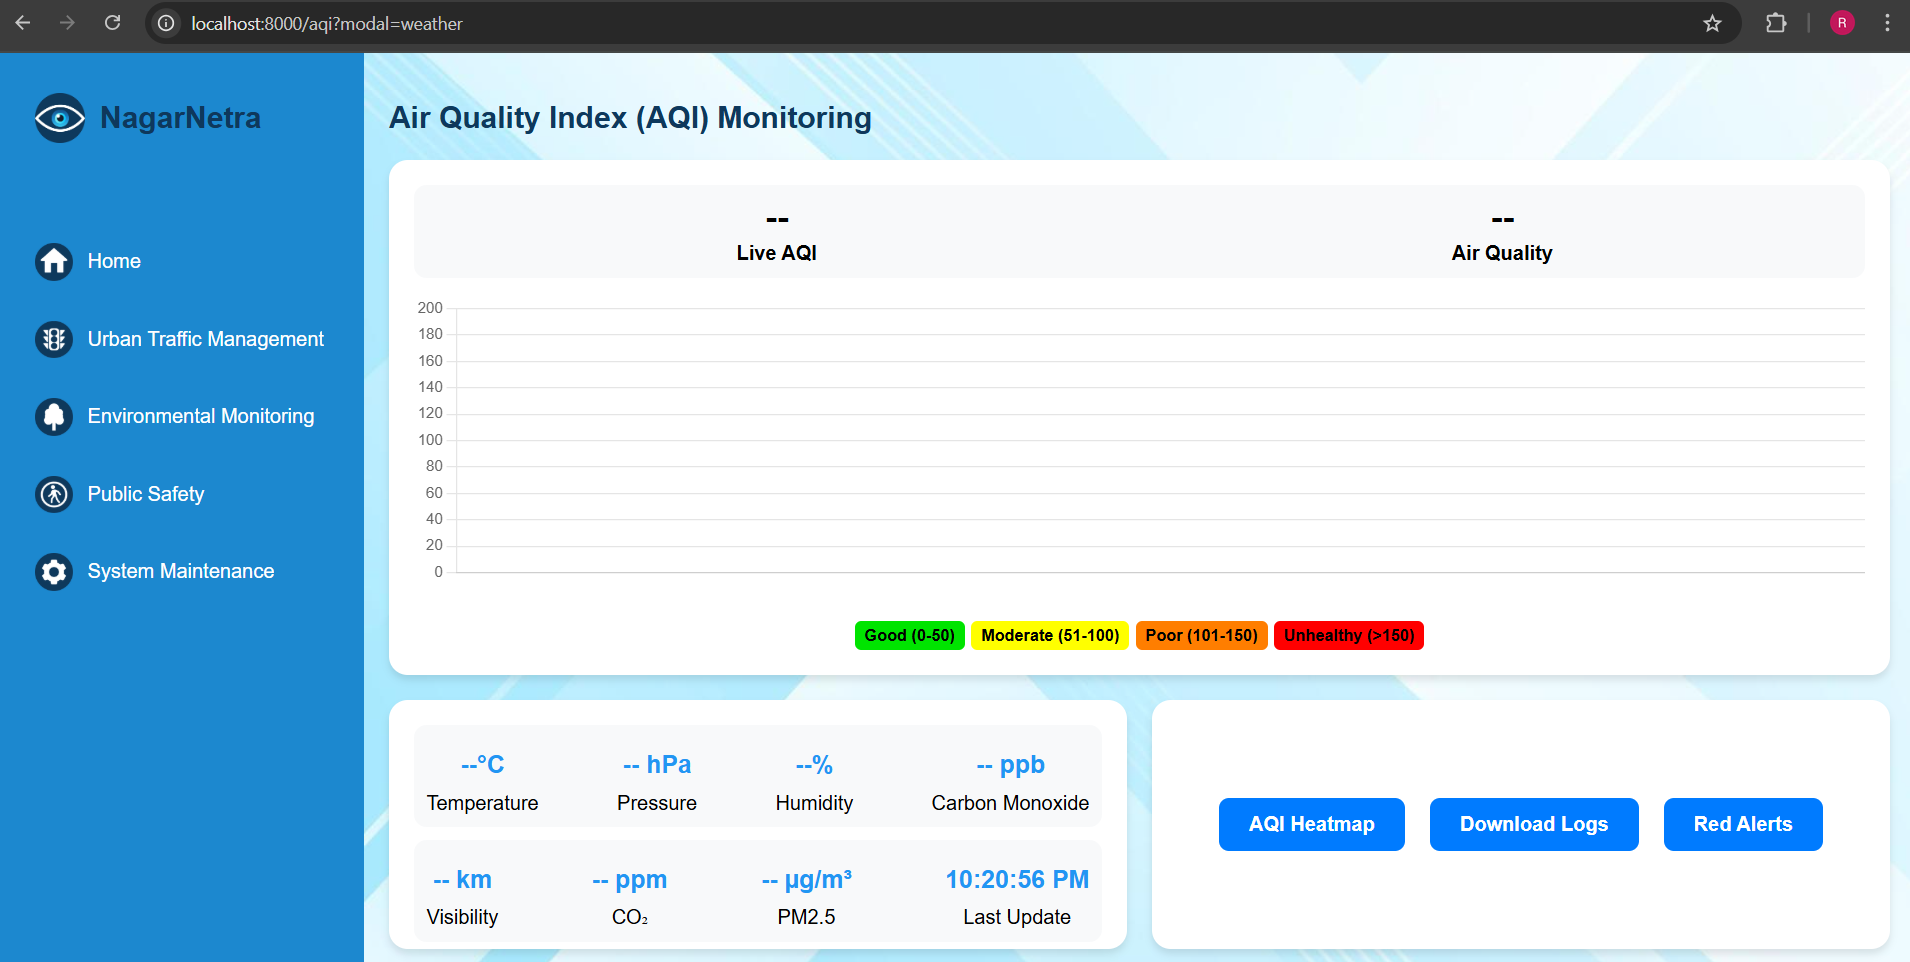 localhost:8000/aqi?modal=weather
R
NagarNetra
Home
Urban Traffic Management
Environmental Monitoring
Public Safety
System Maintenance
Air Quality Index (AQI) Monitoring
-- --
Live AQI Air Quality
200
180
160
140
120
100
80
60
40
20
0
Good (0-50) Moderate (51-100) Poor (101-150) Unhealthy (>150)
--°C -- hPa --% -- ppb
Temperature Pressure Humidity Carbon Monoxide
-- km -- ppm -- µg/m³ 10:20:56 PM
Visibility CO₂ PM2.5 Last Update
AQI Heatmap Download Logs Red Alerts